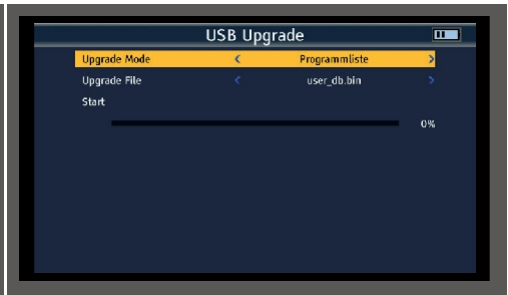 USB Upgrade
Upgrade Mode < Programmliste >
Upgrade File < user_db.bin >
Start
0%